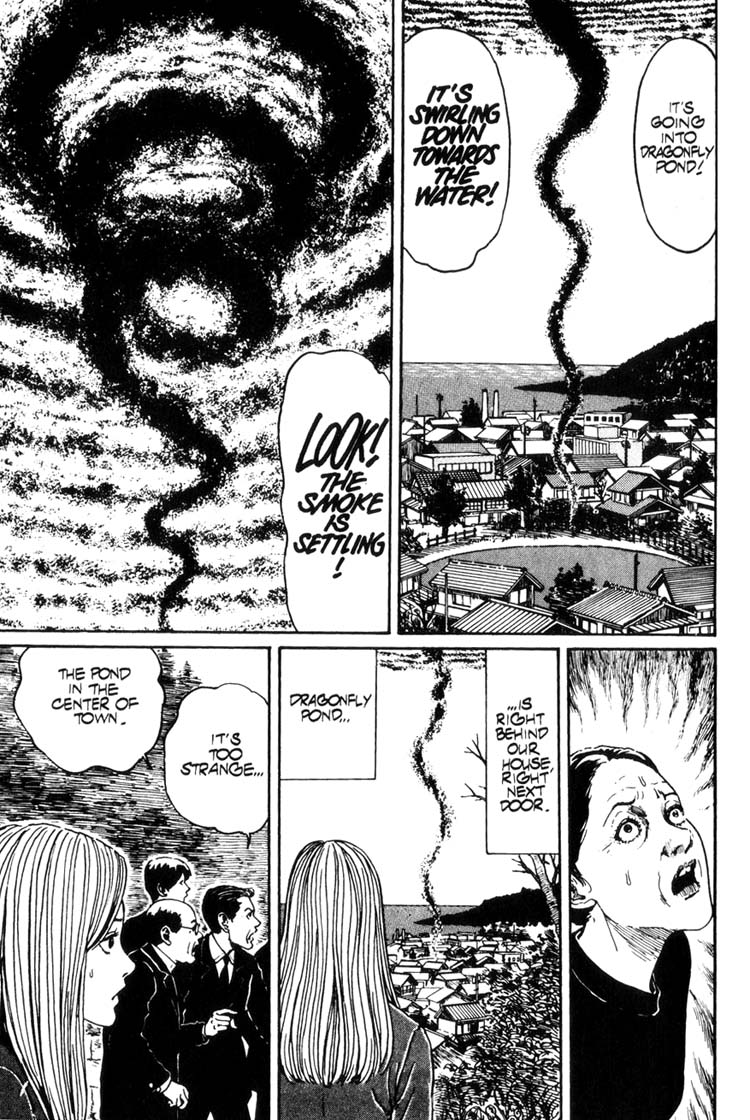 LOOK!
THE
SMOKE
IS
SETTLING
!
IT'S
SWIRLING
DOWN
TOWARDS
THE
WATER!
IT'S
GOING
INTO
DRAGONFLY
POND!
THE POND
IN THE
CENTER OF
TOWN.
IT'S
TOO
STRANGE...
DRAGONFLY
POND...
...IS
RIGHT
BEHIND
OUR
HOUSE,
RIGHT
NEXT
DOOR.